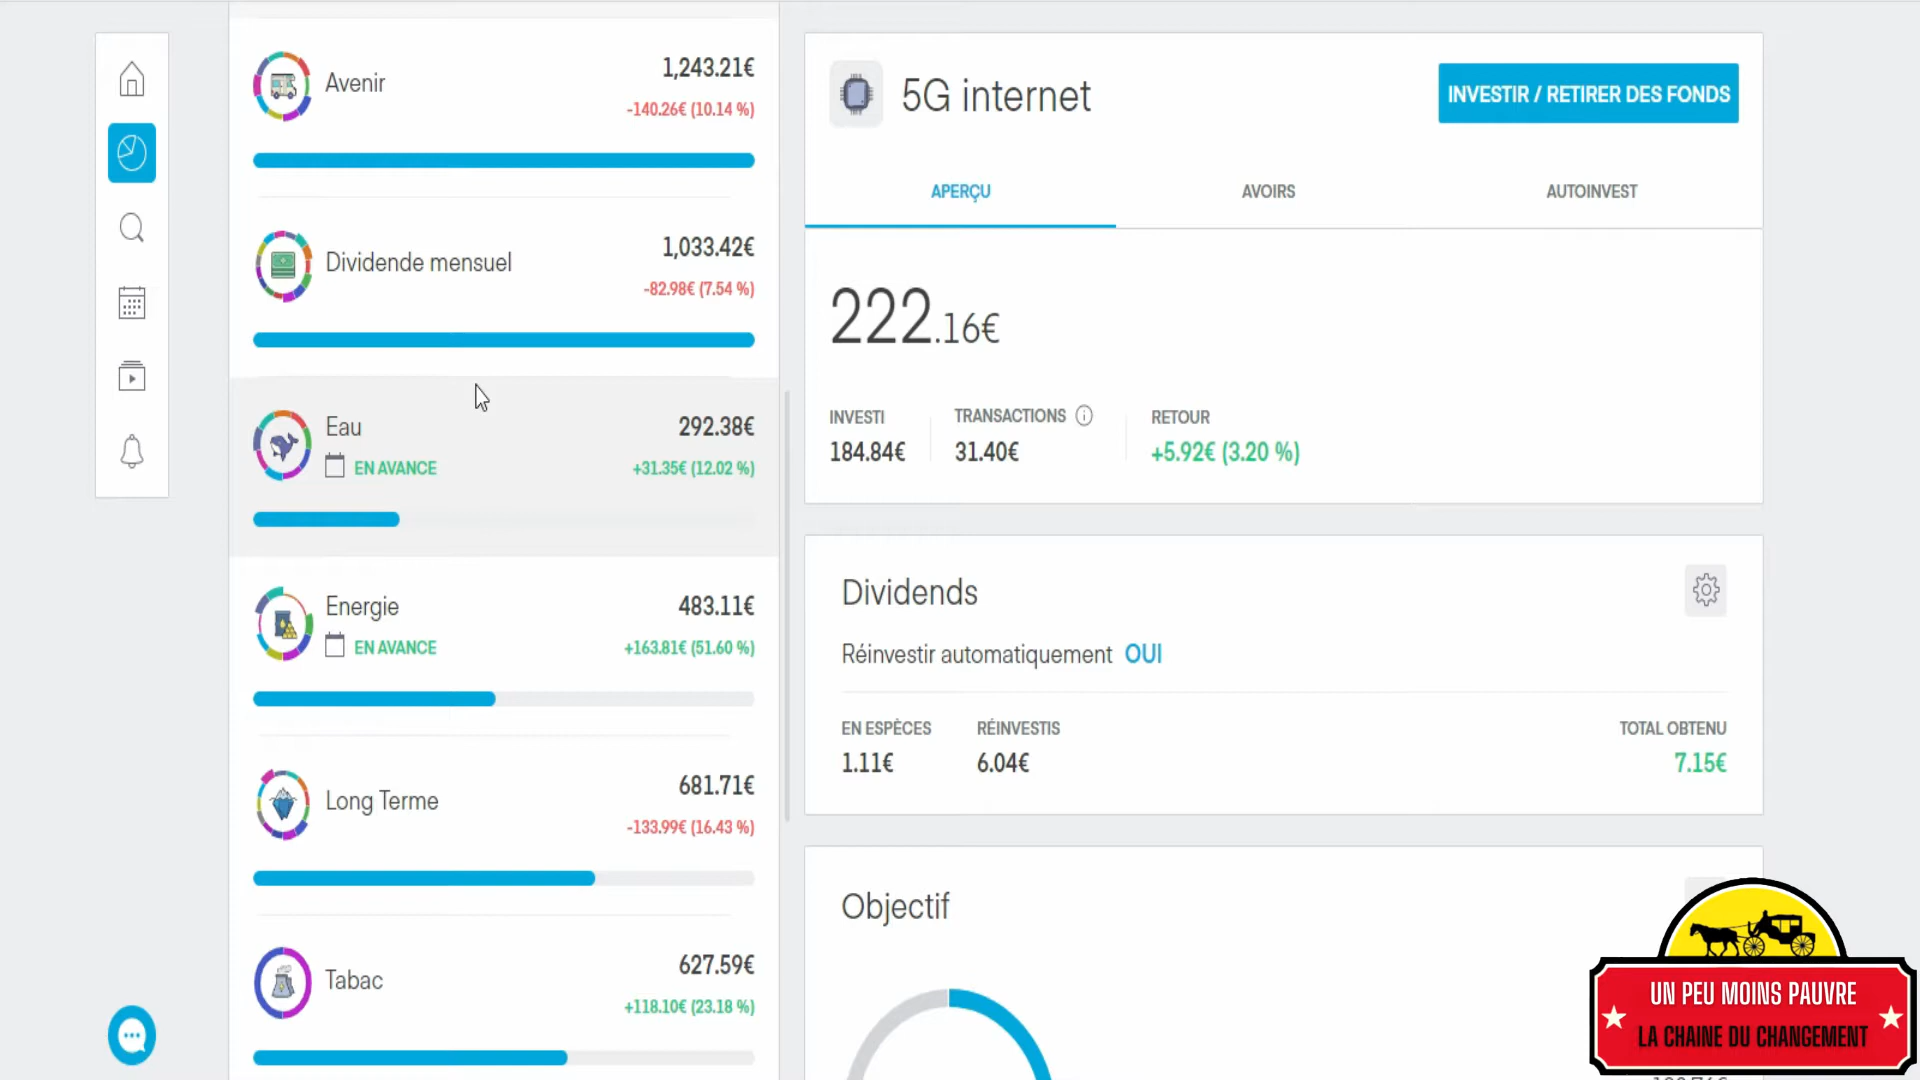 Avenir
1,243.21€
-140.26€ (10.14 %)
Dividende mensuel
1,033.42€
-82.98€ (7.54 %)
Eau
292.38€
EN AVANCE
+31.35€ (12.02 %)
Energie
483.11€
EN AVANCE
+163.81€ (51.60 %)
Long Terme
681.71€
-133.99€ (16.43 %)
Tabac
627.59€
+118.10€ (23.18 %)
5G internet
INVESTIR / RETIRER DES FONDS
APERÇU
AVOIRS
AUTOINVEST
222.16€
INVESTI
TRANSACTIONS
RETOUR
184.84€
31.40€
+5.92€ (3.20 %)
Dividends
Réinvestir automatiquement OUI
EN ESPÈCES
RÉINVESTIS
TOTAL OBTENU
1.11€
6.04€
7.15€
Objectif
UN PEU MOINS PAUVRE
LA CHAINE DU CHANGEMENT